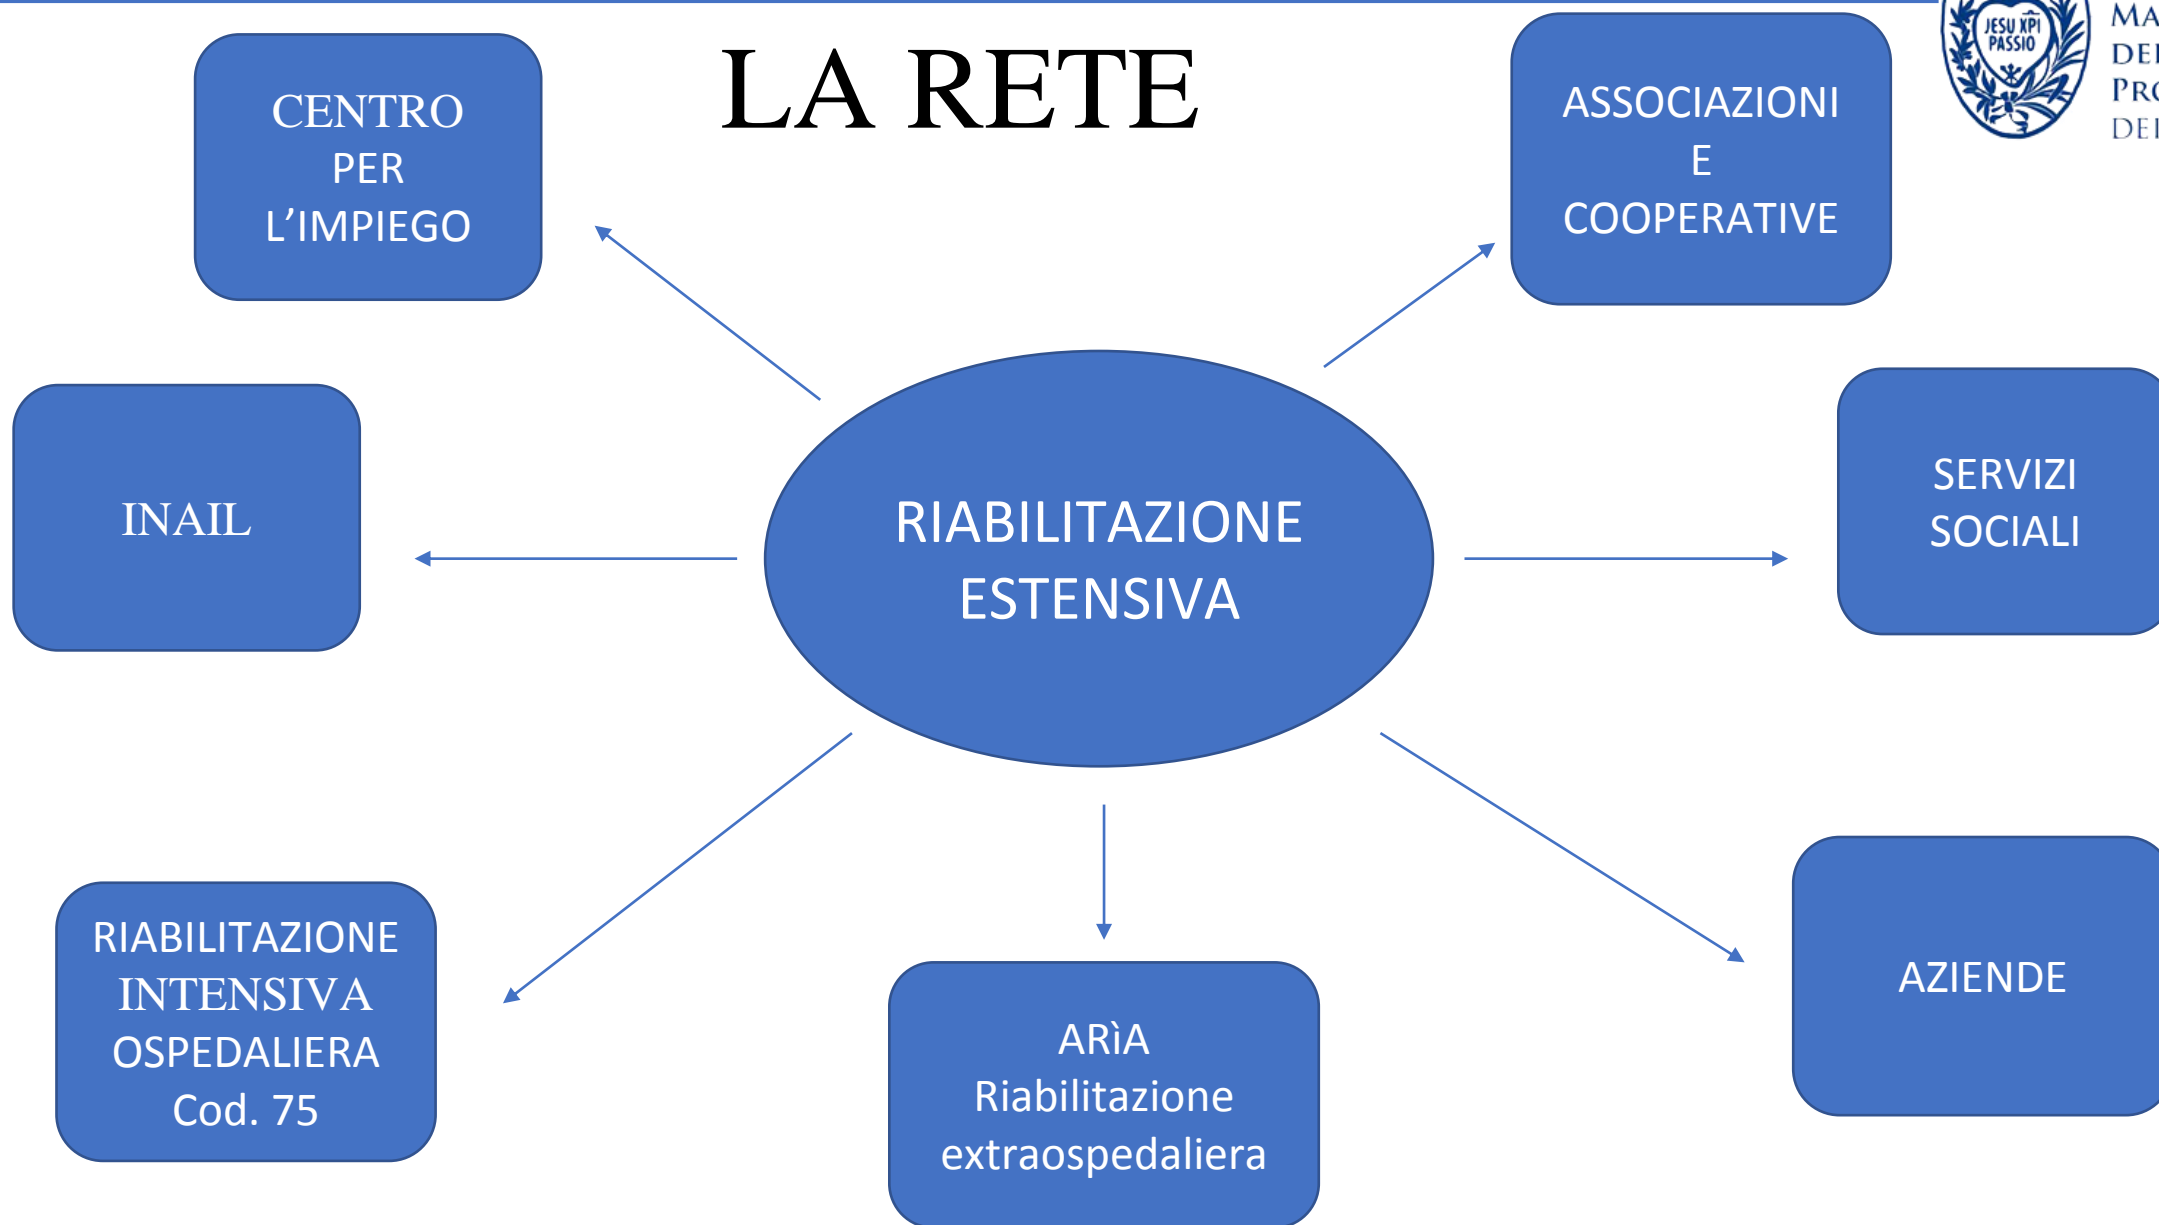 LA RETE
CENTRO
PER
L’IMPIEGO
ASSOCIAZIONI
E
COOPERATIVE
JESU XPI
PASSIO
INAIL
RIABILITAZIONE
ESTENSIVA
SERVIZI
SOCIALI
RIABILITAZIONE
INTENSIVA
OSPEDALIERA
Cod. 75
ARìA
Riabilitazione
extraospedaliera
AZIENDE